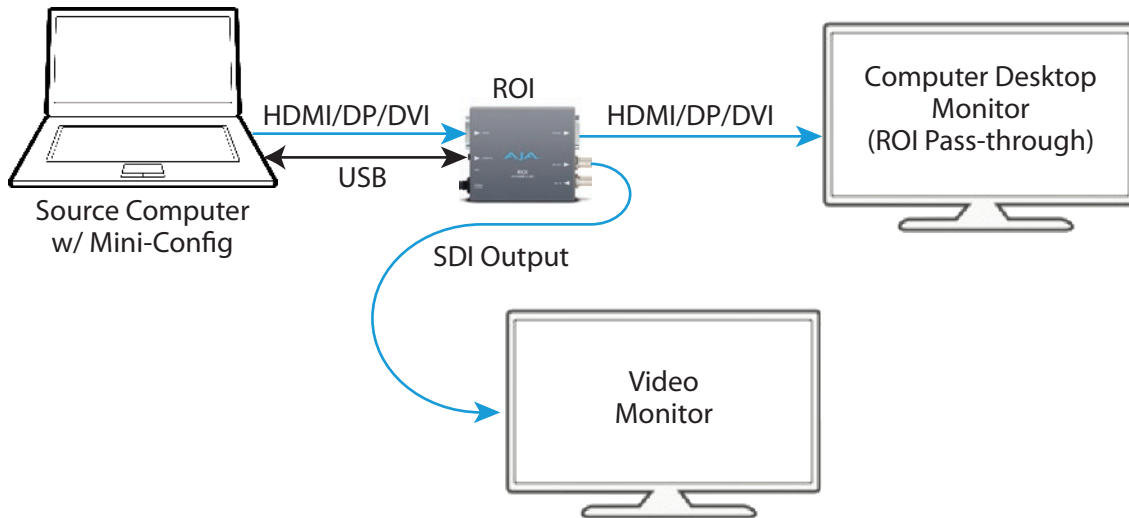 ROI
HDMI/DP/DVI
HDMI/DP/DVI
USB
AJA
ROI
Source Computer
w/ Mini-Config
Computer Desktop
Monitor
(ROI Pass-through)
SDI Output
Video
Monitor